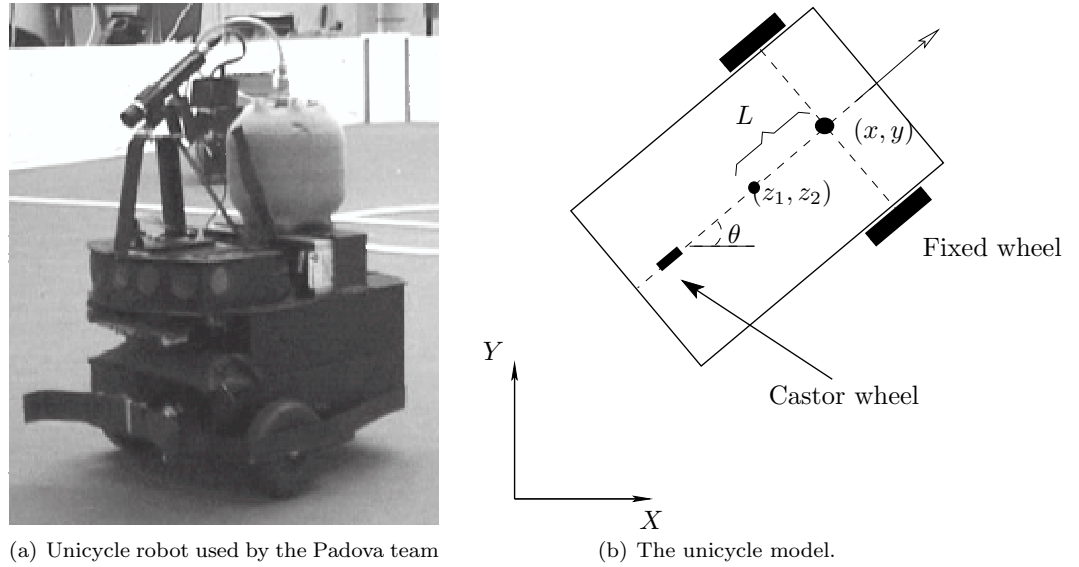 L
(x, y)
(z₁, z₂)
θ
Fixed wheel
Y
Castor wheel
X
(a) Unicycle robot used by the Padova team
(b) The unicycle model.